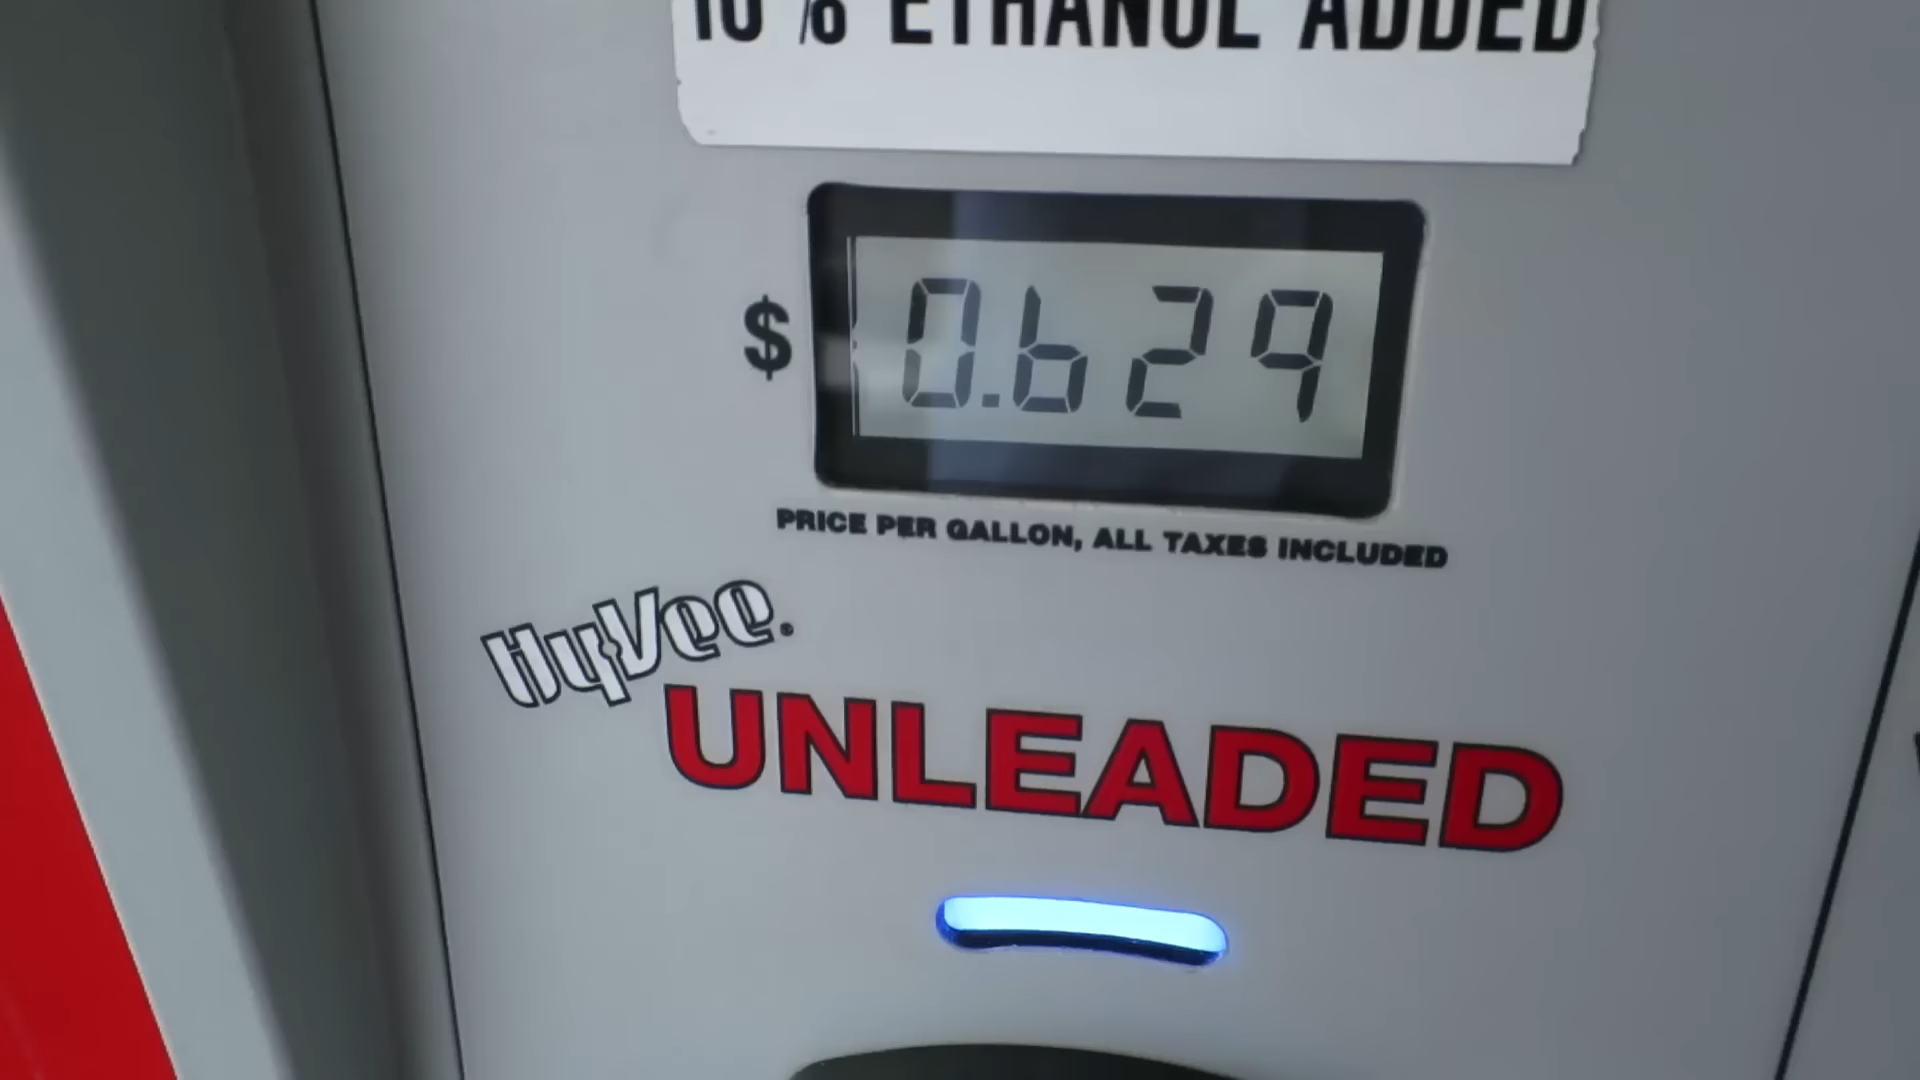 10% ETHANOL ADDED
$ 0.629
PRICE PER GALLON, ALL TAXES INCLUDED
HyVee.
UNLEADED